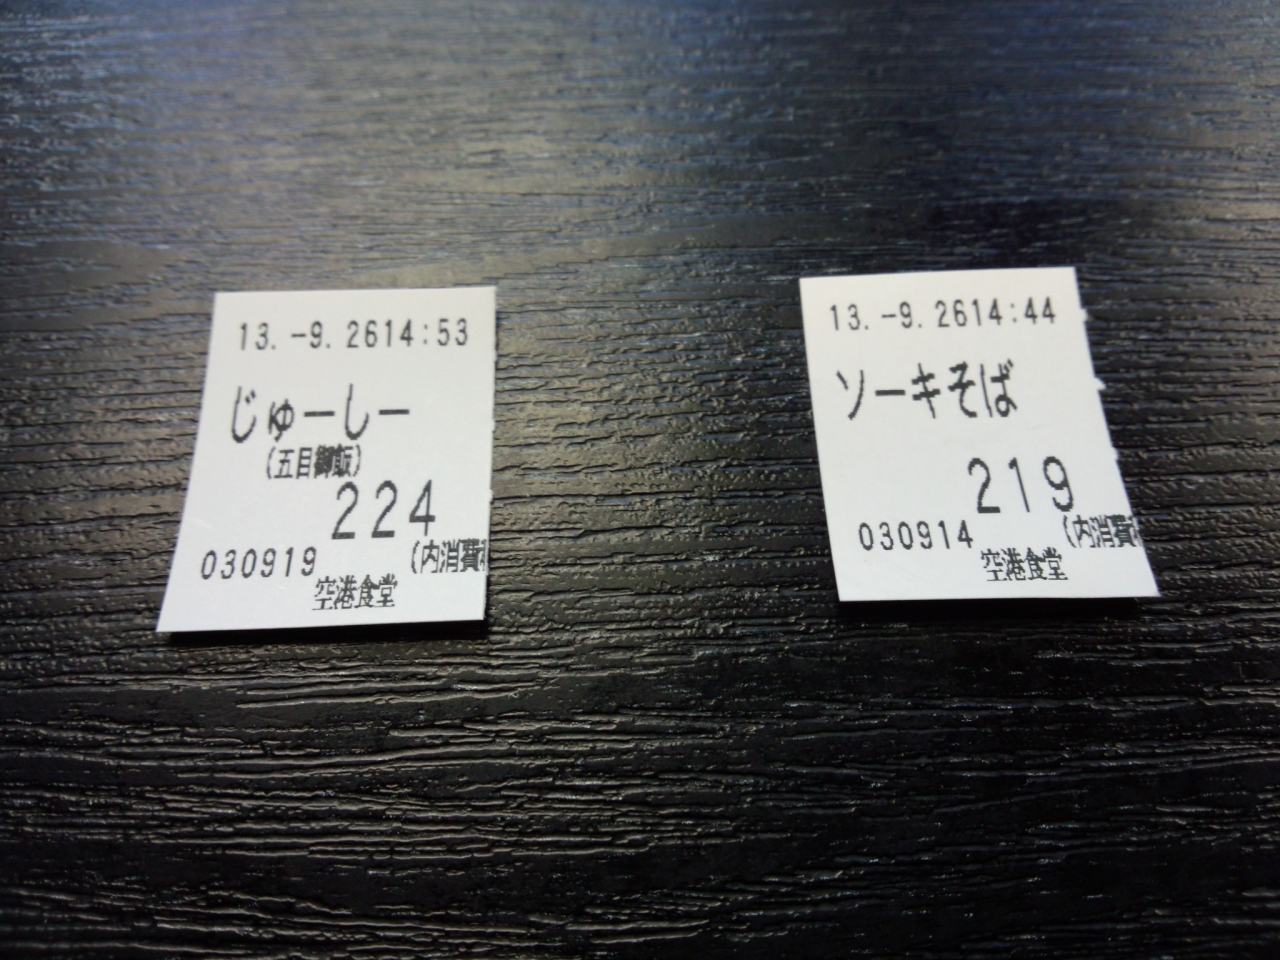 13.-9.2614:53
じゅーしー
(五目御飯)
224
030919
(内消費
空港食堂
13.-9.2614:44
ソーキそば
219
030914
(内消費
空港食堂